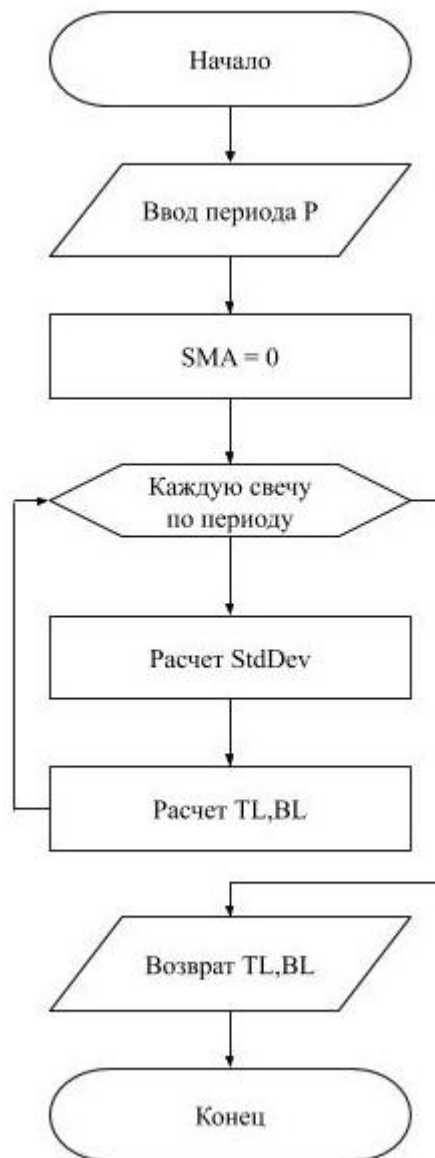 Начало
Ввод периода P
SMA = 0
Каждую свечу
по периоду
Расчет StdDev
Расчет TL,BL
Возврат TL,BL
Конец